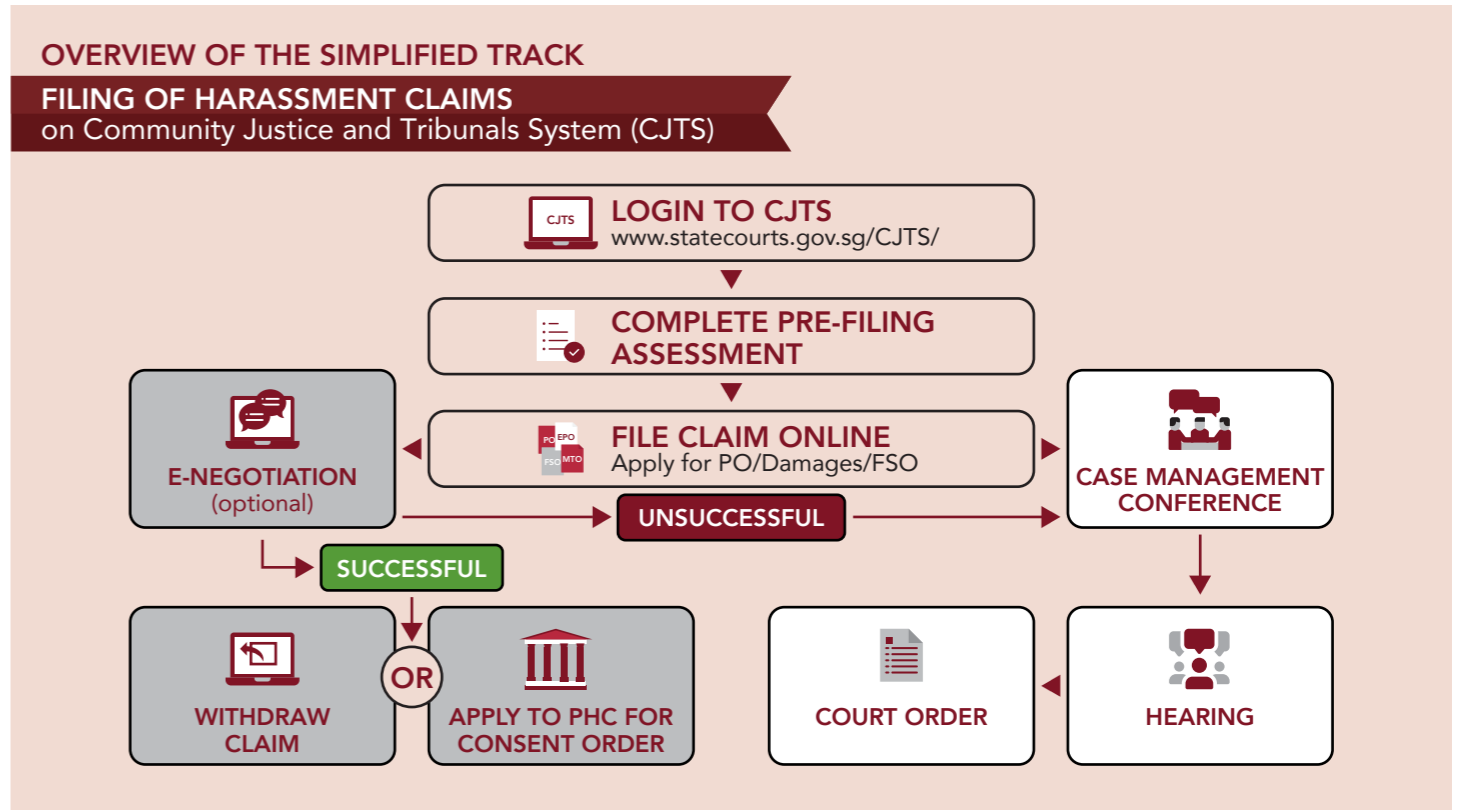 OVERVIEW OF THE SIMPLIFIED TRACK
FILING OF HARASSMENT CLAIMS
on Community Justice and Tribunals System (CJTS)
CJTS
LOGIN TO CJTS
www.statecourts.gov.sg/CJTS/
COMPLETE PRE-FILING
ASSESSMENT
PO EPO
FSO MTO
FILE CLAIM ONLINE
Apply for PO/Damages/FSO
E-NEGOTIATION
(optional)
CASE MANAGEMENT
CONFERENCE
UNSUCCESSFUL
SUCCESSFUL
WITHDRAW
CLAIM
OR
APPLY TO PHC FOR
CONSENT ORDER
COURT ORDER
HEARING